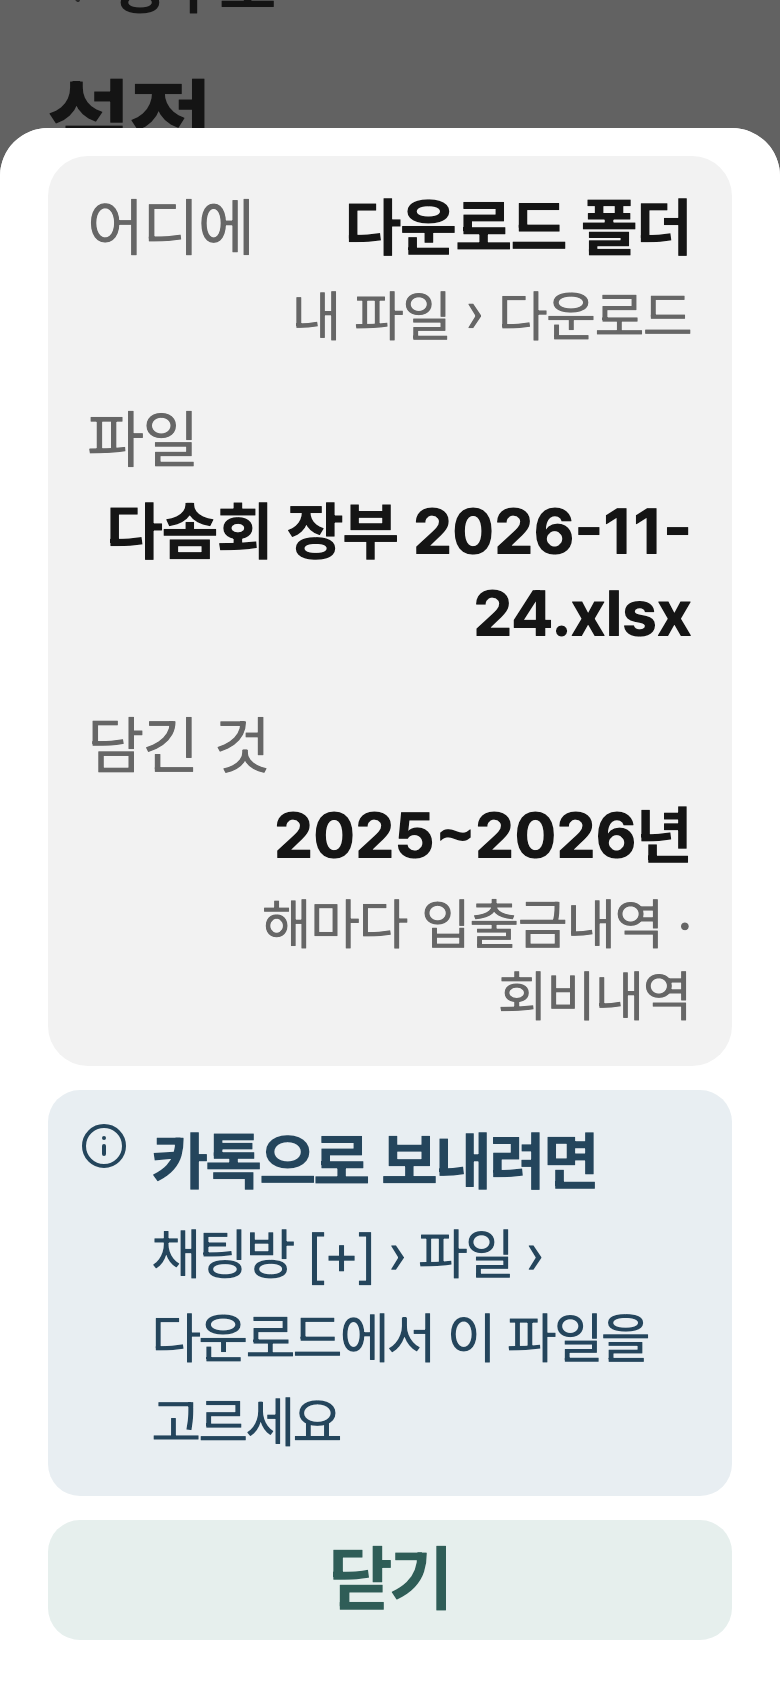 설정
어디에 다운로드 폴더
내 파일 › 다운로드
파일
다솜회 장부 2026-11-
24.xlsx
담긴 것
2025~2026년
해마다 입출금내역 ·
회비내역
카톡으로 보내려면
채팅방 [+] › 파일 ›
다운로드에서 이 파일을
고르세요
닫기